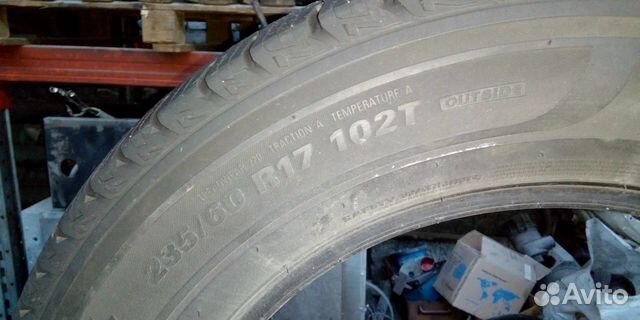 TRACTION A TEMPERATURE A
OUTSIDE
235/60 R17 102T
Avito